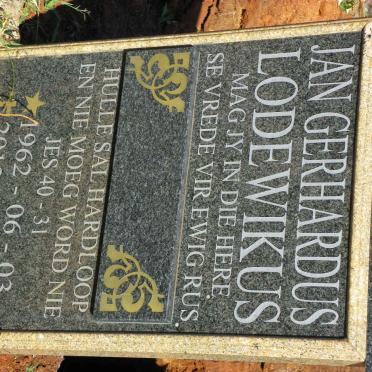 JAN GERHARDUS
LODEWIKUS
MAG JY IN DIE HERE
SE VREDE VIR EWIG RUS
HULLE SAL HARDLOOP
EN NIE MOEG WORD NIE
JES 40 : 31
1962 - 06 - 03